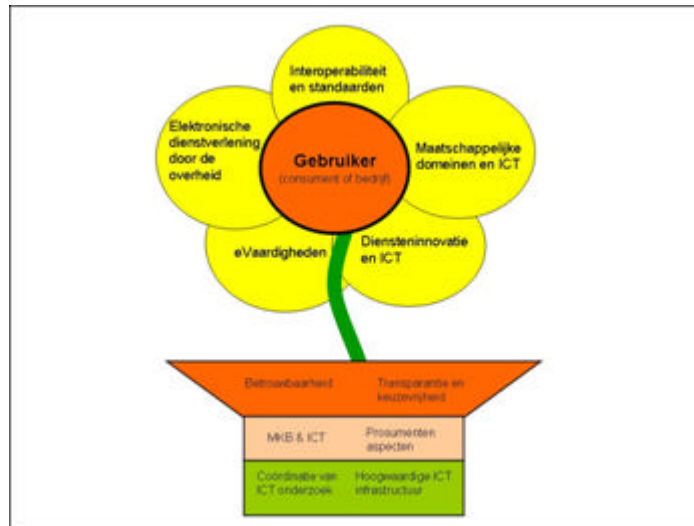 Interoperabiliteit
en standaarden
Elektronische
dienstverlening
door de
overheid
Gebruiker
(consument of bedrijf)
Maatschappelijke
domeinen en ICT
eVaardigheden
Diensteninnovatie
en ICT
Betrouwbaarheid
Transparantie en
keuzevrijheid
MKB & ICT
Prosumenten
aspecten
Coördinatie van
ICT onderzoek
Hoogwaardige ICT
infrastructuur